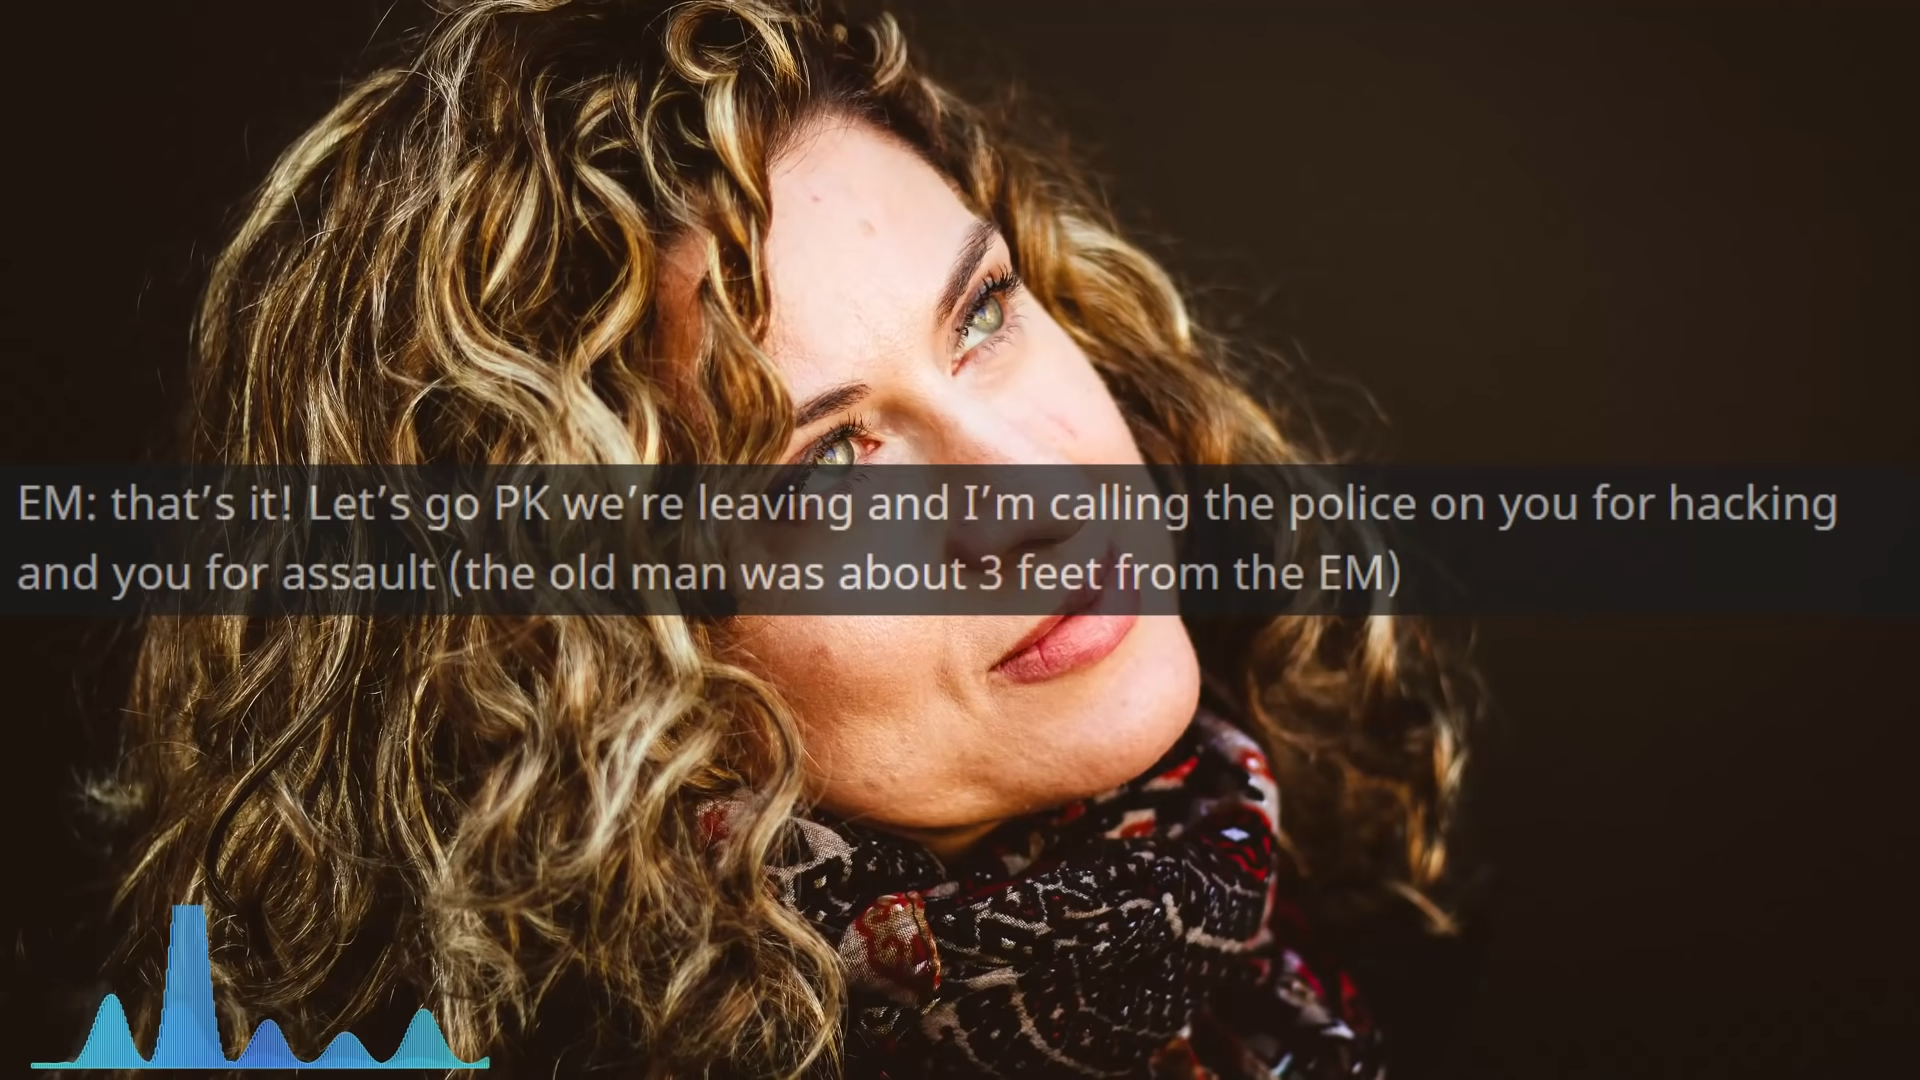 EM: that’s it! Let’s go PK we’re leaving and I’m calling the police on you for hacking
and you for assault (the old man was about 3 feet from the EM)